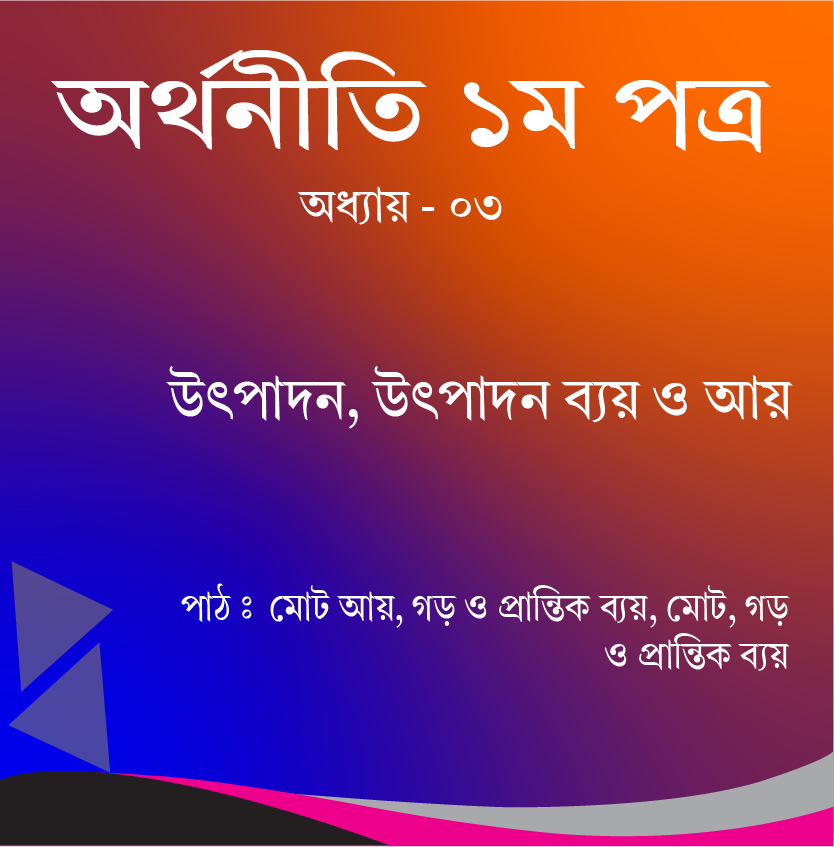 অর্থনীতি ১ম পত্র
অধ্যায় - ০৩
উৎপাদন, উৎপাদন ব্যয় ও আয়
পাঠ ঃ মোট আয়, গড় ও প্রান্তিক ব্যয়, মোট, গড়
ও প্রান্তিক ব্যয়